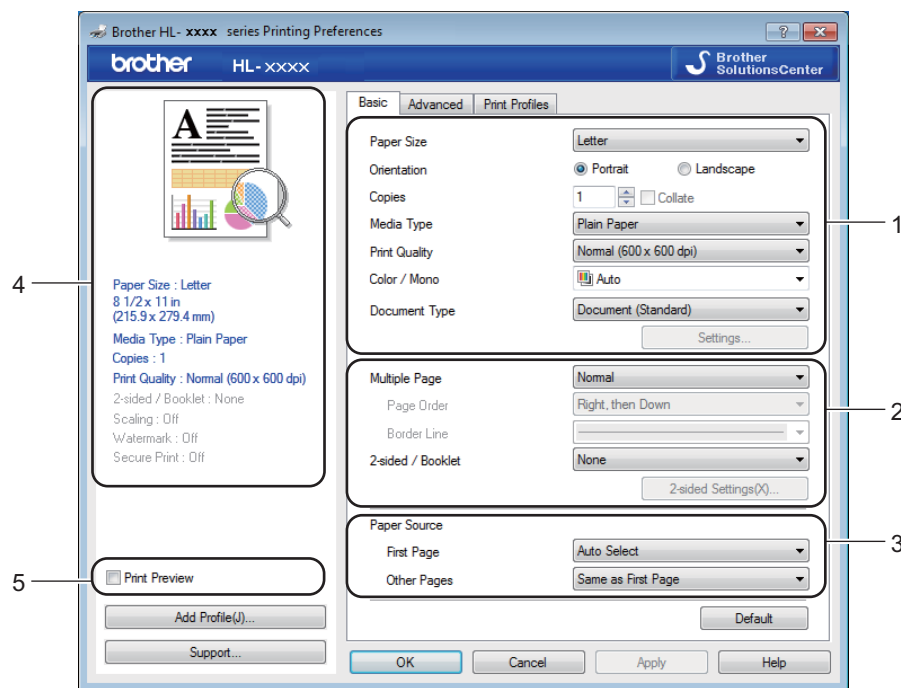 Brother HL- xxxx series Printing Preferences
brother HL-xxxx
Brother
SolutionsCenter
Basic Advanced Print Profiles
A
Paper Size : Letter
8 1/2 x 11 in
(215.9 x 279.4 mm)
Media Type : Plain Paper
Copies : 1
Print Quality : Normal (600 x 600 dpi)
2-sided / Booklet : None
Scaling : Off
Watermark : Off
Secure Print : Off
4
Print Preview
5
Add Profile(J)...
Support...
Paper Size Letter
Orientation Portrait Landscape
Copies 1 Collate
Media Type Plain Paper
1
Print Quality Normal (600 x 600 dpi)
Color / Mono Auto
Document Type Document (Standard)
Settings...
Multiple Page Normal
Page Order Right, then Down
2
Border Line
2-sided / Booklet None
2-sided Settings(X)...
Paper Source
First Page Auto Select
3
Other Pages Same as First Page
Default
OK Cancel Apply Help